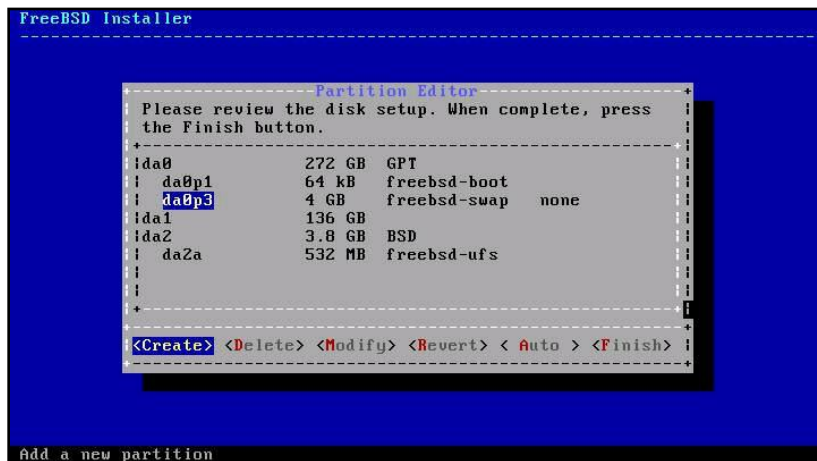 FreeBSD Installer
Partition Editor
Please review the disk setup. When complete, press
the Finish button.
da0 272 GB GPT
da0p1 64 kB freebsd-boot
da0p3 4 GB freebsd-swap none
da1 136 GB
da2 3.8 GB BSD
da2a 532 MB freebsd-ufs
<Create> <Delete> <Modify> <Revert> < Auto > <Finish>
Add a new partition